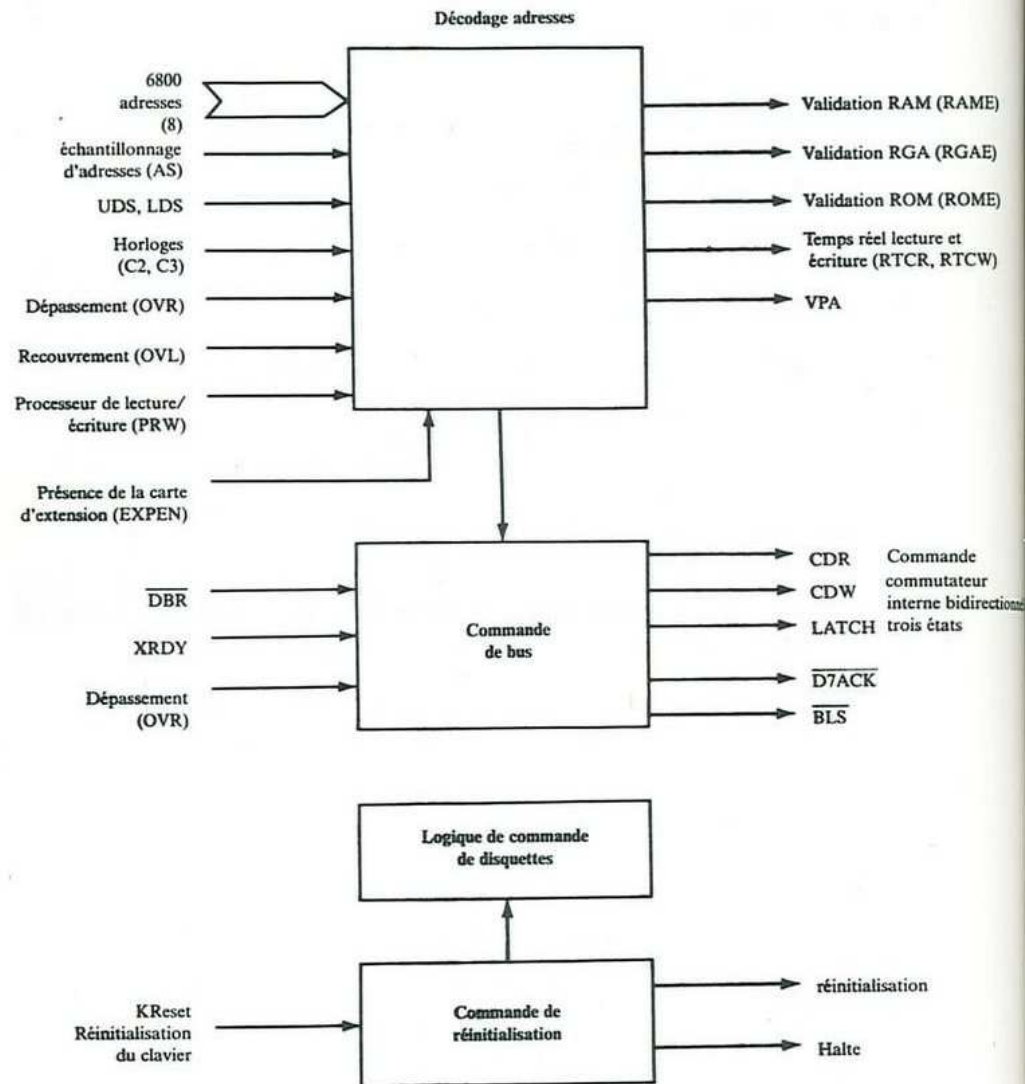 Décodage adresses
6800
adresses
(8)
échantillonnage
d'adresses (AS)
UDS, LDS
Horloges
(C2, C3)
Dépassement (OVR)
Recouvrement (OVL)
Processeur de lecture/
écriture (PRW)
Présence de la carte
d'extension (EXPEN)
Validation RAM (RAME)
Validation RGA (RGAE)
Validation ROM (ROME)
Temps réel lecture et
écriture (RTCR, RTCW)
VPA
DBR
XRDY
Dépassement
(OVR)
Commande
de bus
CDR Commande
CDW commutateur
interne bidirectionnel
LATCH trois états
D7ACK
BLS
Logique de commande
de disquettes
KReset
Réinitialisation
du clavier
Commande de
réinitialisation
réinitialisation
Halte